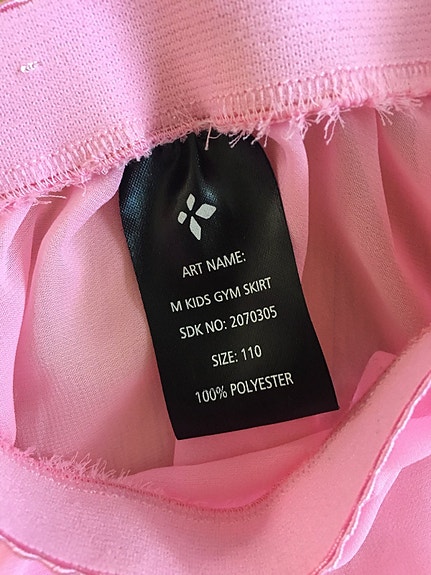 ART NAME:
M KIDS GYM SKIRT
SDK NO: 2070305
SIZE: 110
100% POLYESTER